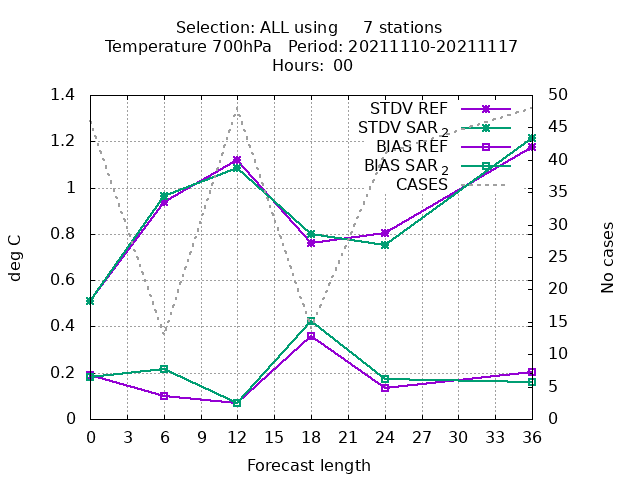 Selection: ALL using 7 stations
Temperature 700hPa Period: 20211110-20211117
Hours: 00
1.4
1.2
1
0.8
0.6
0.4
0.2
0
deg C
50
45
40
35
30
25
20
15
10
5
0
No cases
STDV REF
STDV SAR2
BIAS REF
BIAS SAR2
CASES
0 3 6 9 12 15 18 21 24 27 30 33 36
Forecast length